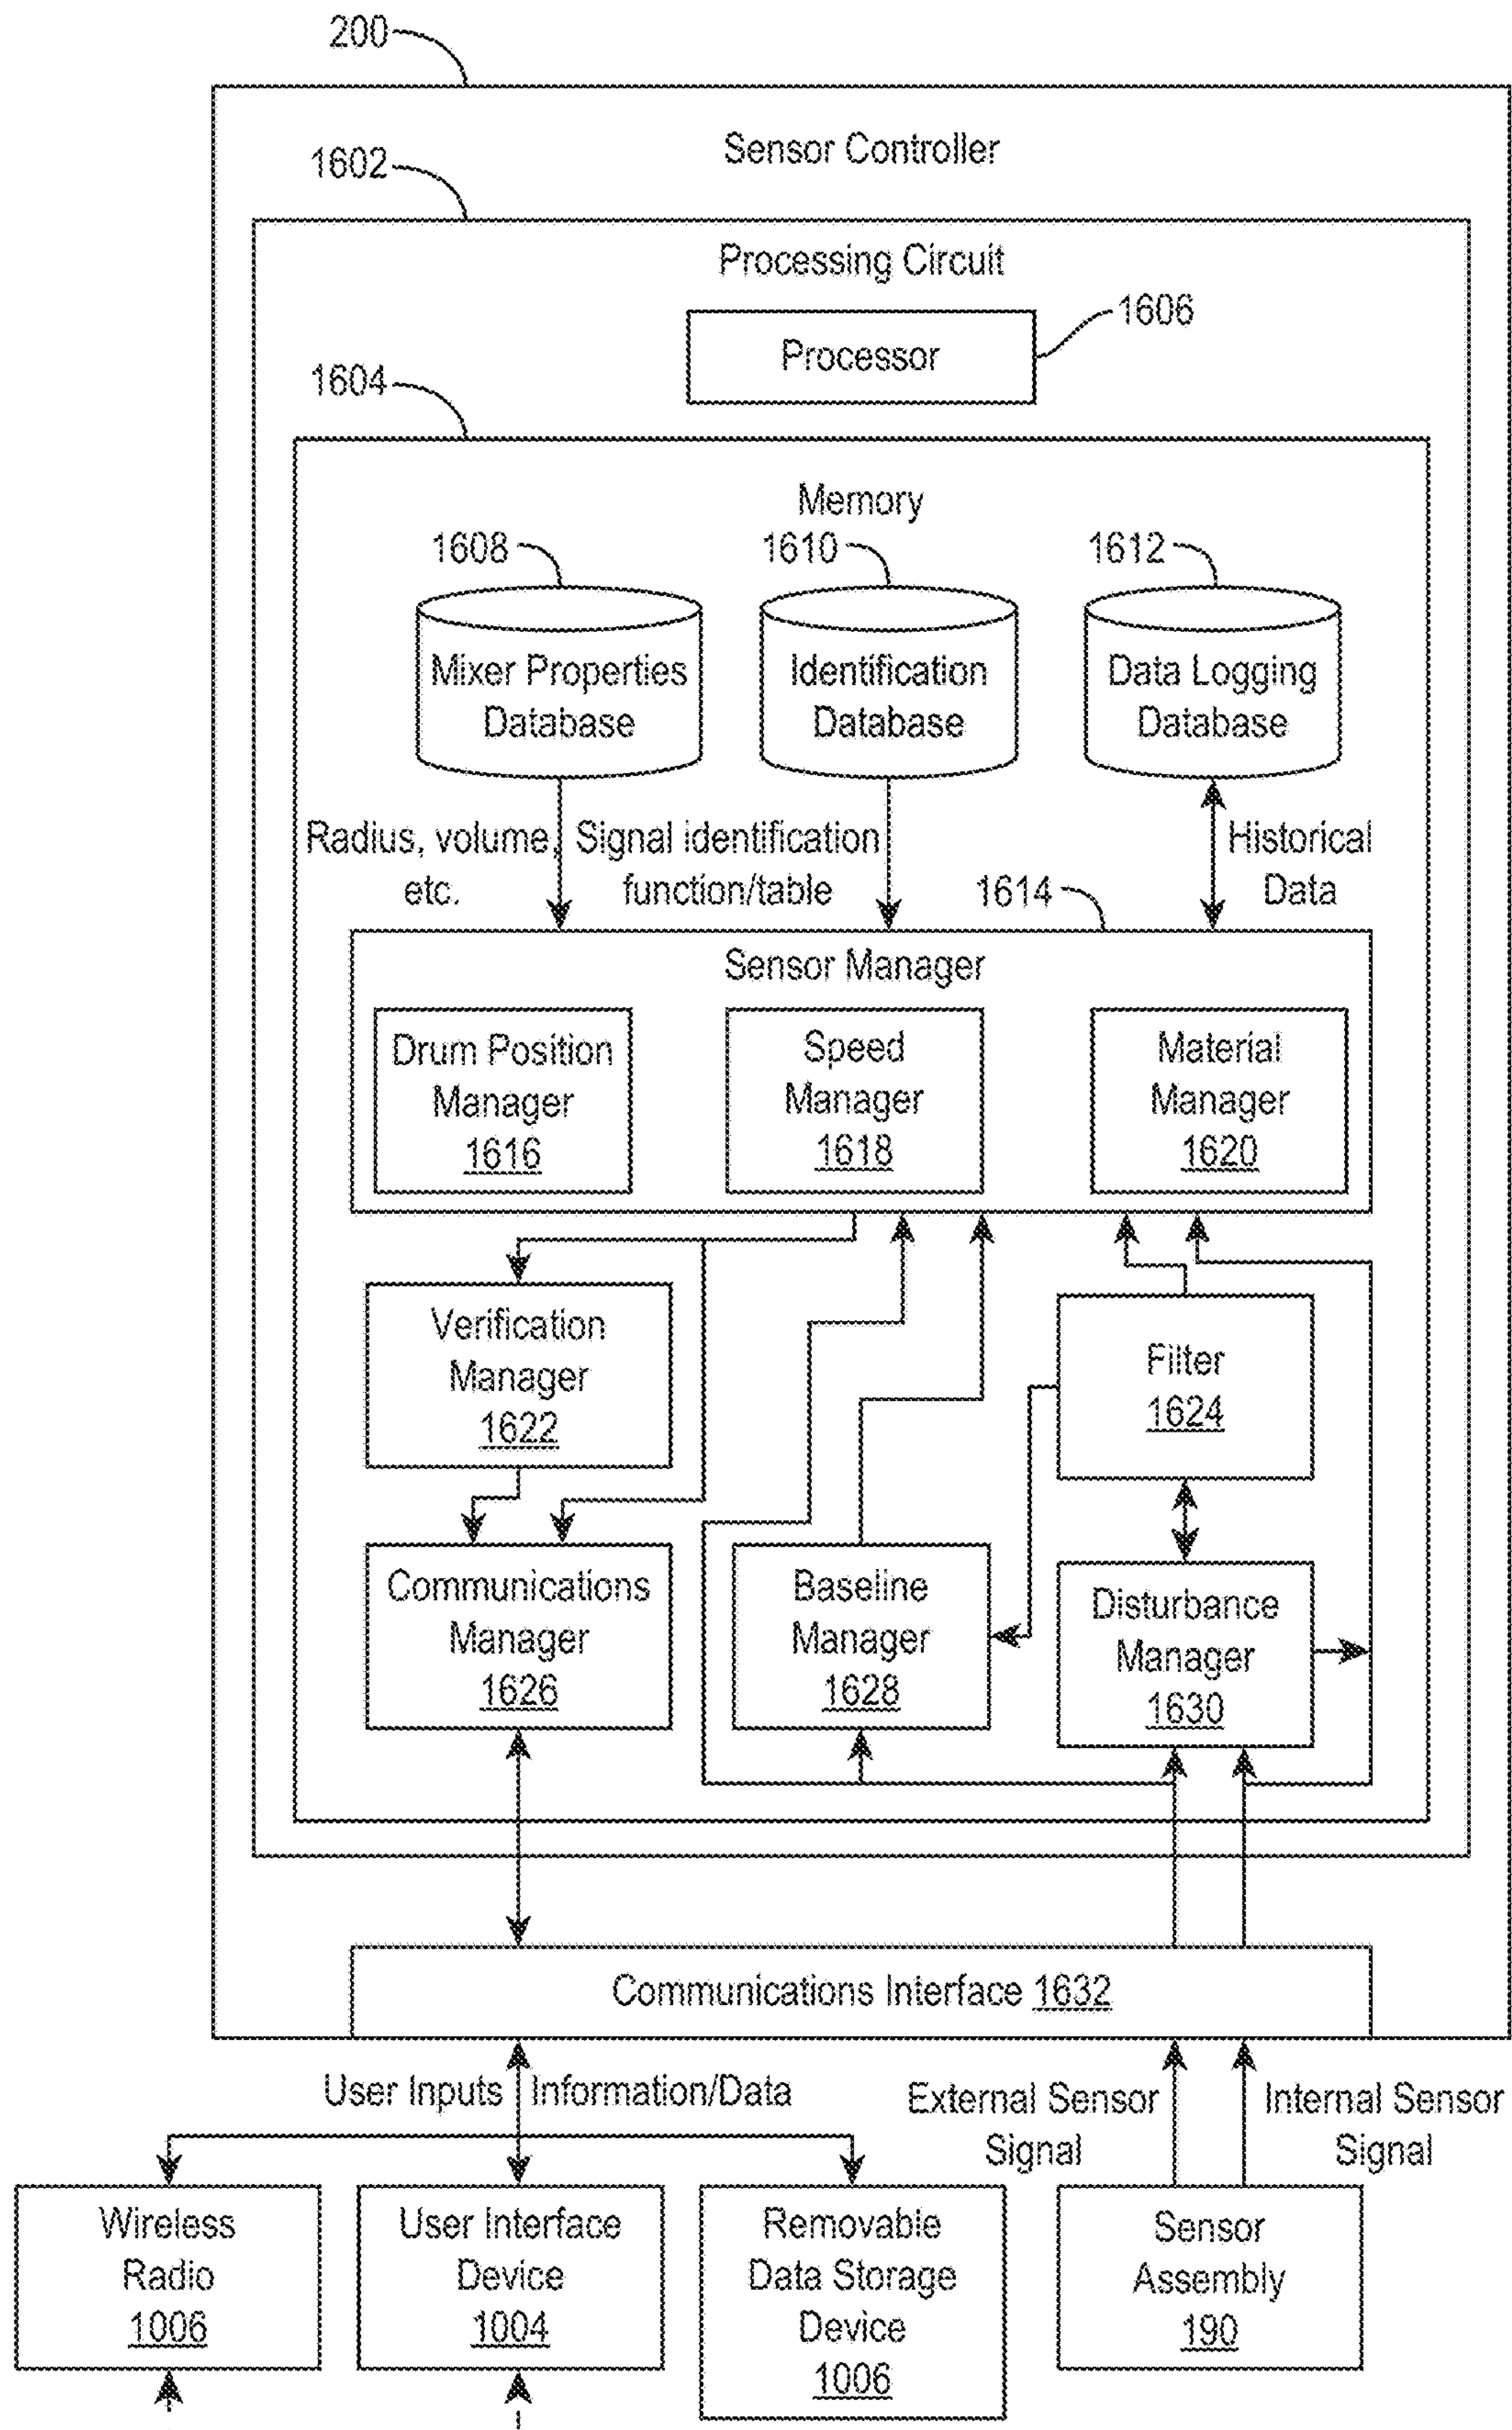 200
Sensor Controller
1602
Processing Circuit
1606
Processor
1604
Memory
1608
1610
1612
Mixer Properties
Database
Identification
Database
Data Logging
Database
Radius, volume,
etc.
Signal identification
function/table
Historical
Data
1614
Sensor Manager
Drum Position
Manager
1616
Speed
Manager
1618
Material
Manager
1620
Verification
Manager
1622
Filter
1624
Communications
Manager
1626
Baseline
Manager
1628
Disturbance
Manager
1630
Communications Interface 1632
User Inputs
Information/Data
External Sensor
Signal
Internal Sensor
Signal
Wireless
Radio
1006
User Interface
Device
1004
Removable
Data Storage
Device
1006
Sensor
Assembly
190